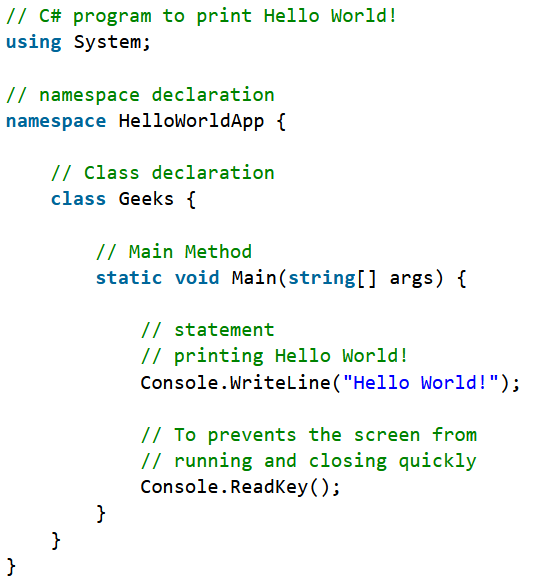 // C# program to print Hello World!
using System;

// namespace declaration
namespace HelloWorldApp {

    // Class declaration
    class Geeks {

        // Main Method
        static void Main(string[] args) {

            // statement
            // printing Hello World!
            Console.WriteLine("Hello World!");

            // To prevents the screen from
            // running and closing quickly
            Console.ReadKey();
        }
    }
}